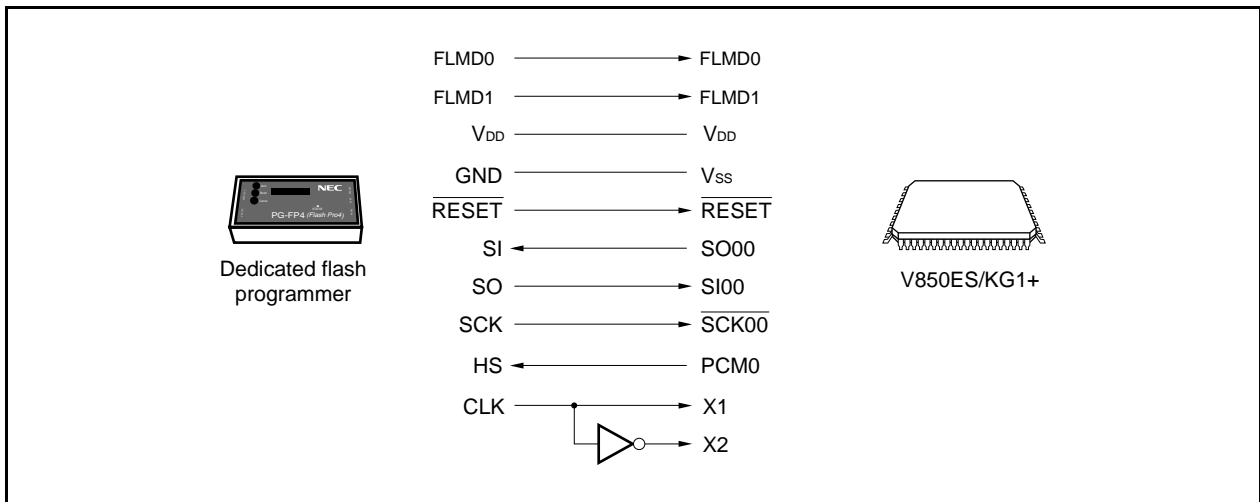 FLMD0 FLMD0
FLMD1 FLMD1
VDD VDD
GND VSS
RESET RESET
SI SO00
SO SI00
SCK SCK00
HS PCM0
CLK X1
X2
NEC
PG-FP4 (Flash Pro4)
Dedicated flash
programmer
V850ES/KG1+